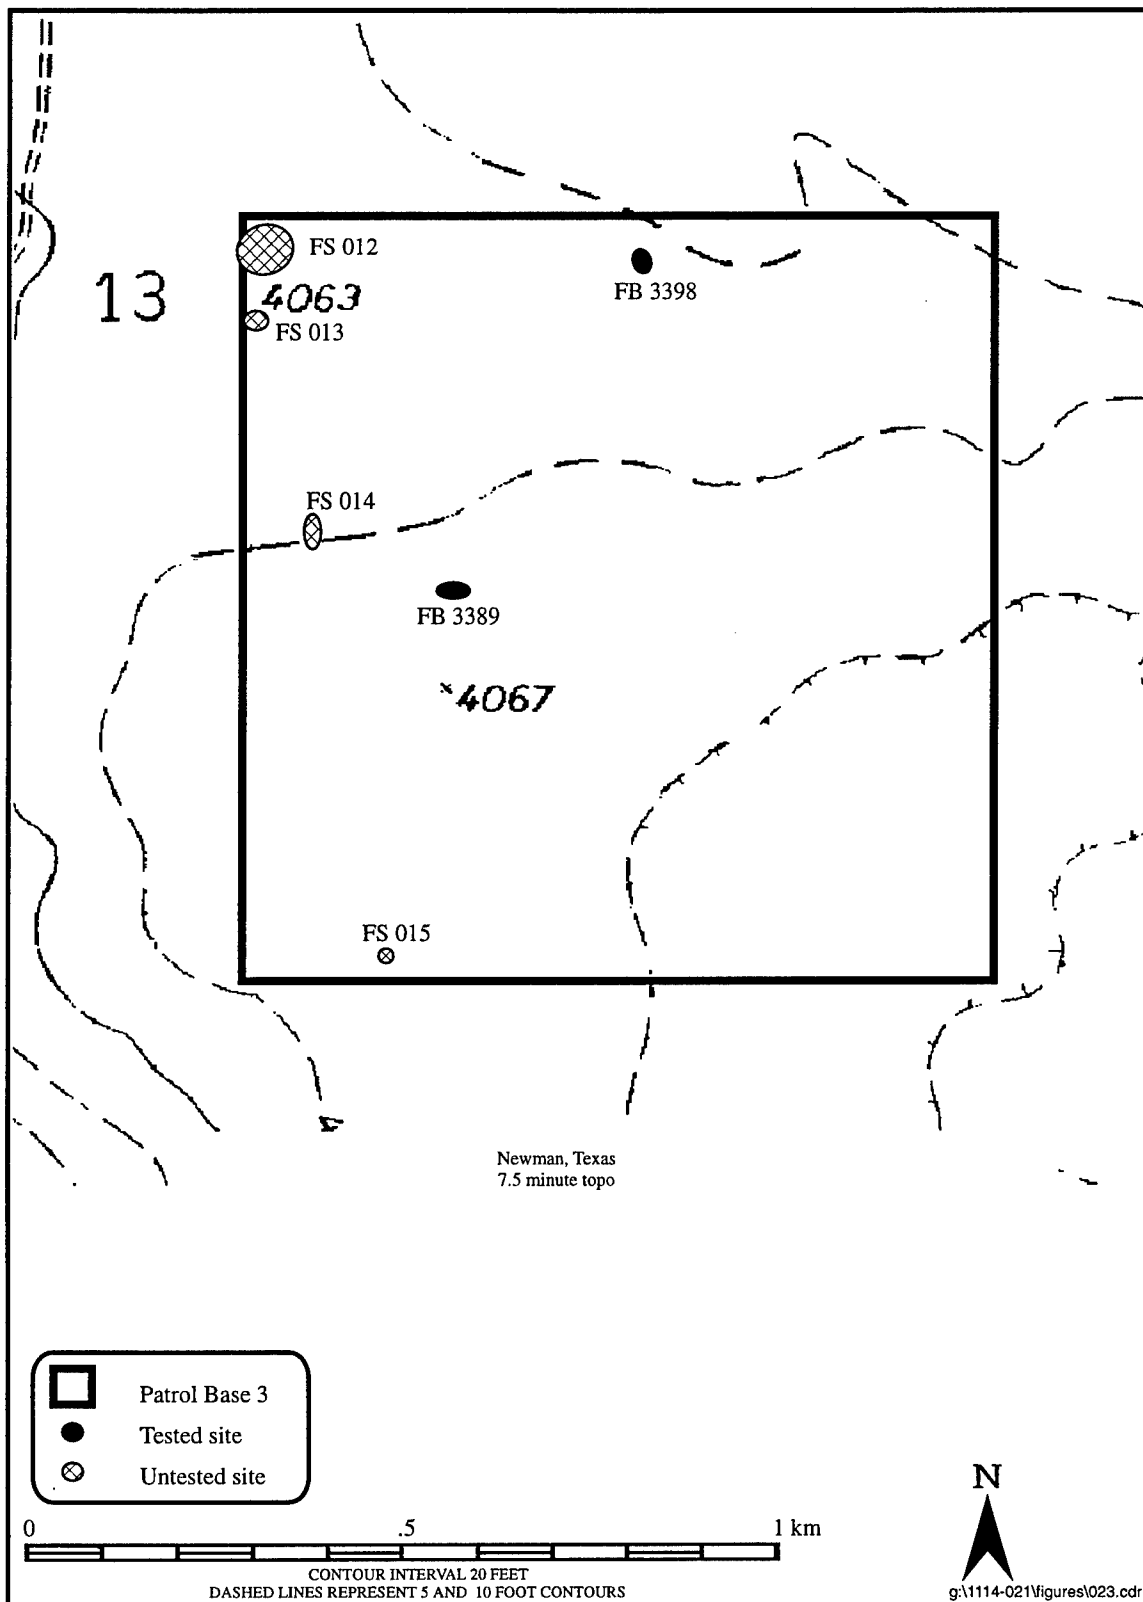 FS 012
13
4063
FB 3398
FS 013
FS 014
FB 3389
×4067
FS 015
Newman, Texas
7.5 minute topo
Patrol Base 3
Tested site
Untested site
N
0 .5 1 km
CONTOUR INTERVAL 20 FEET
DASHED LINES REPRESENT 5 AND 10 FOOT CONTOURS
g:\1114-021\figures\023.cdr